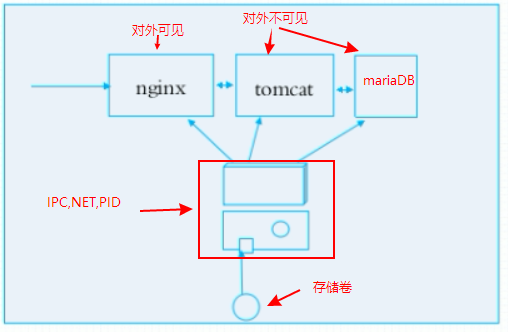 对外可见
对外不可见
nginx
tomcat
mariaDB
IPC,NET,PID
存储卷